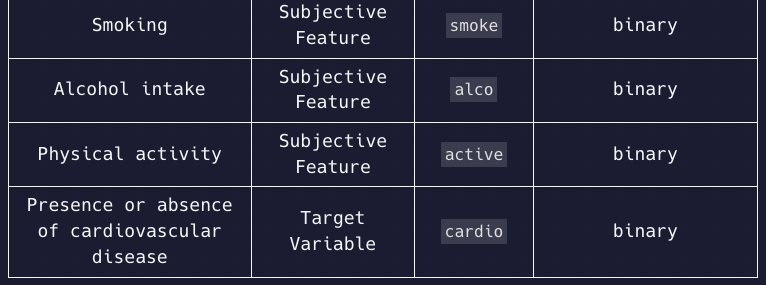 Smoking
Subjective
Feature
smoke
binary
Alcohol intake
Subjective
Feature
alco
binary
Physical activity
Subjective
Feature
active
binary
Presence or absence
of cardiovascular
disease
Target
Variable
cardio
binary